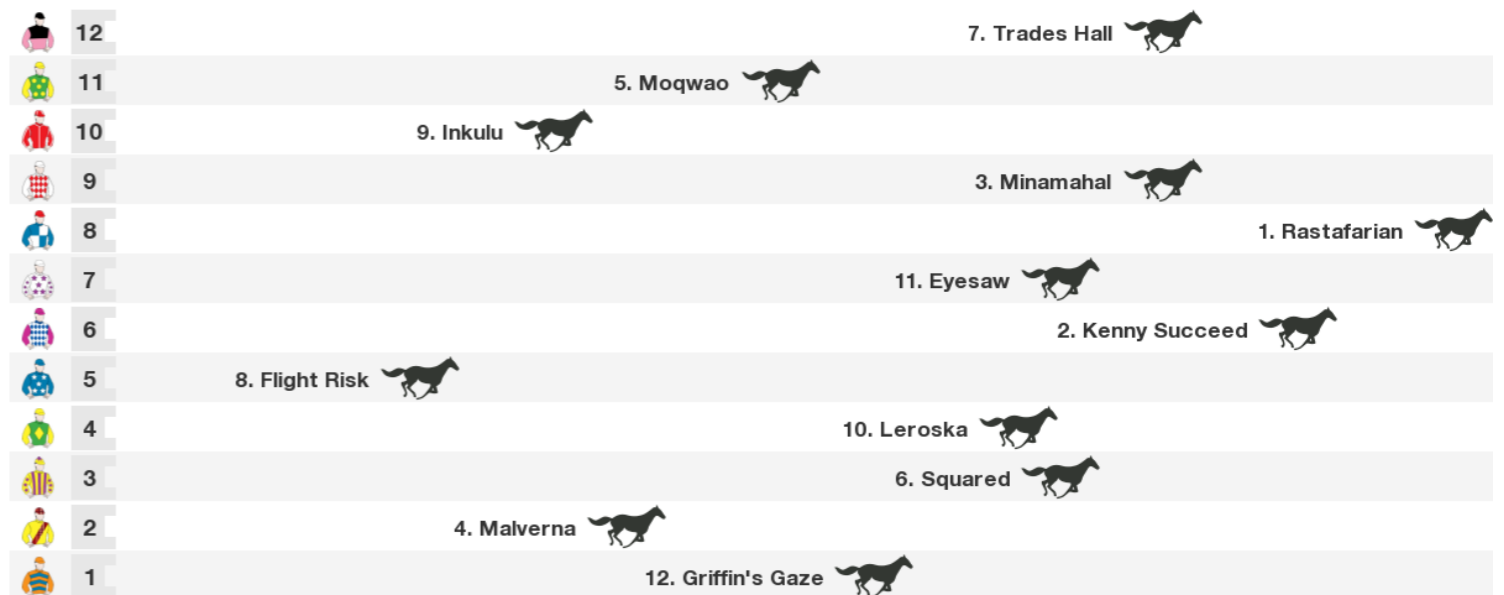 12 7. Trades Hall
11 5. Moqwao
10 9. Inkulu
9 3. Minamahal
8 1. Rastafarian
7 11. Eyesaw
6 2. Kenny Succeed
5 8. Flight Risk
4 10. Leroska
3 6. Squared
2 4. Malverna
1 12. Griffin's Gaze